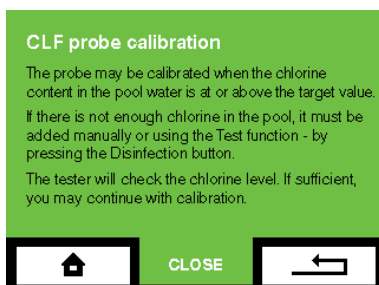 CLF probe calibration
The probe may be calibrated when the chlorine
content in the pool water is at or above the target value.
If there is not enough chlorine in the pool, it must be
added manually or using the Test function - by
pressing the Disinfection button.
The tester will check the chlorine level. If sufficient,
you may continue with calibration.
CLOSE